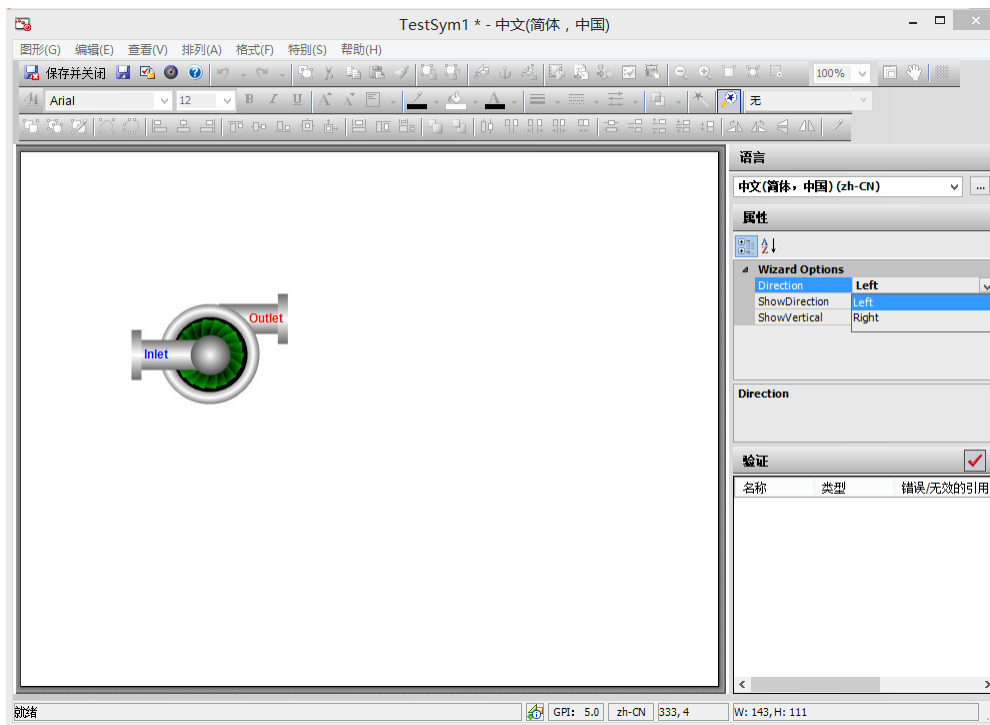 TestSym1 * - 中文(简体，中国)
图形(G) 编辑(E) 查看(V) 排列(A) 格式(F) 特别(S) 帮助(H)
保存并关闭 100%
Arial 12 B I U A A A 无
语言
中文(简体，中国) (zh-CN) ...
属性
Wizard Options
Direction Left
ShowDirection Left
ShowVertical Right
Outlet
Inlet
Direction
验证
名称 类型 错误/无效的引用
就绪 GPI: 5.0 zh-CN 333, 4 W: 143, H: 111